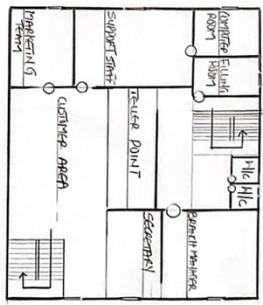 MARKETING
TEAM
SUPPORT STAFF
COMPUTER
ROOM
FILLING
ROOM
CUSTOMER AREA
TELLER POINT
W/C
W/C
SECRETARY
BRANCH MANAGER